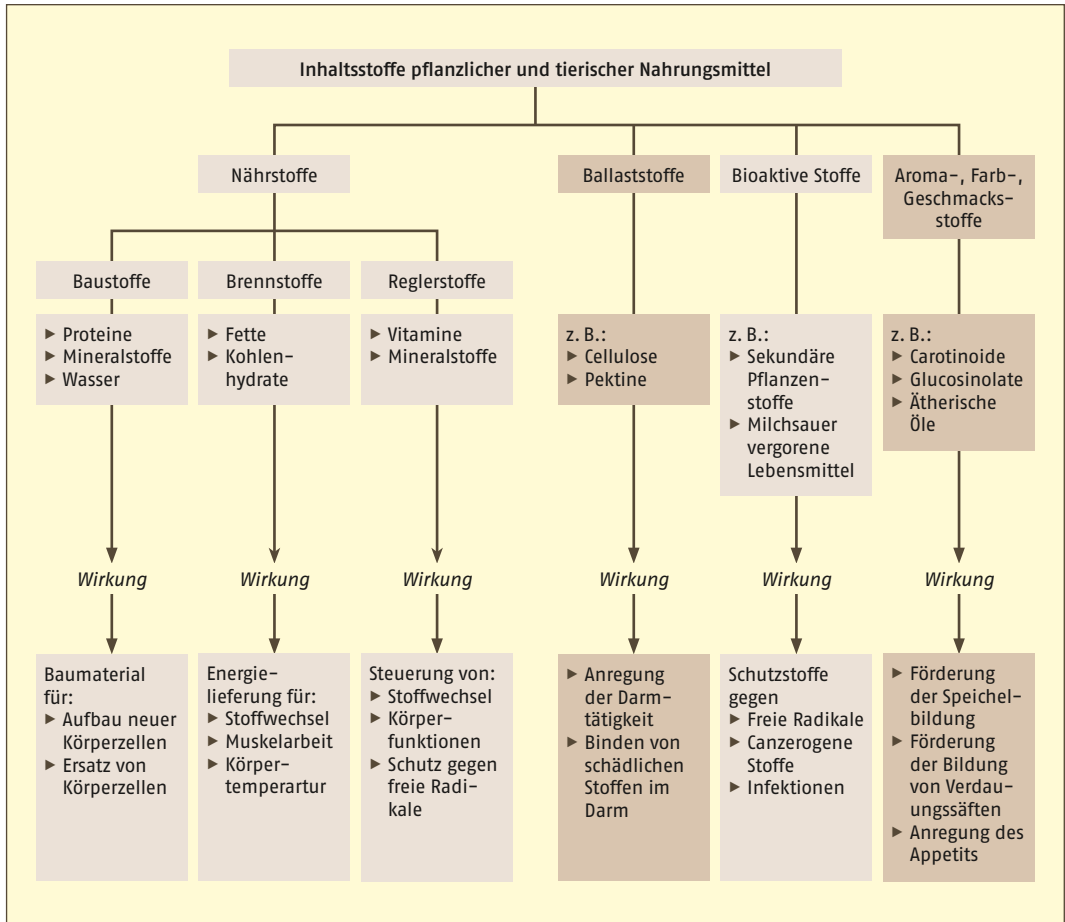 Inhaltsstoffe pflanzlicher und tierischer Nahrungsmittel
Nährstoffe
Ballaststoffe
Bioaktive Stoffe
Aroma-, Farb-,
Geschmacks-
stoffe
Baustoffe
Brennstoffe
Reglerstoffe
► Proteine
► Mineralstoffe
► Wasser
► Fette
► Kohlen-
hydrate
► Vitamine
► Mineralstoffe
z. B.:
► Cellulose
► Pektine
z. B.:
► Sekundäre
Pflanzen-
stoffe
► Milchsauer
vergorene
Lebensmittel
z. B.:
► Carotinoide
► Glucosinolate
► Ätherische
Öle
Wirkung
Wirkung
Wirkung
Wirkung
Wirkung
Wirkung
Baumaterial
für:
► Aufbau neuer
Körperzellen
► Ersatz von
Körperzellen
Energie-
lieferung für:
► Stoffwechsel
► Muskelarbeit
► Körper-
temperartur
Steuerung von:
► Stoffwechsel
► Körper-
funktionen
► Schutz gegen
freie Radi-
kale
► Anregung
der Darm-
tätigkeit
► Binden von
schädlichen
Stoffen im
Darm
Schutzstoffe
gegen
► Freie Radikale
► Canzerogene
Stoffe
► Infektionen
► Förderung
der Speichel-
bildung
► Förderung
der Bildung
von Verdau-
ungssäften
► Anregung des
Appetits